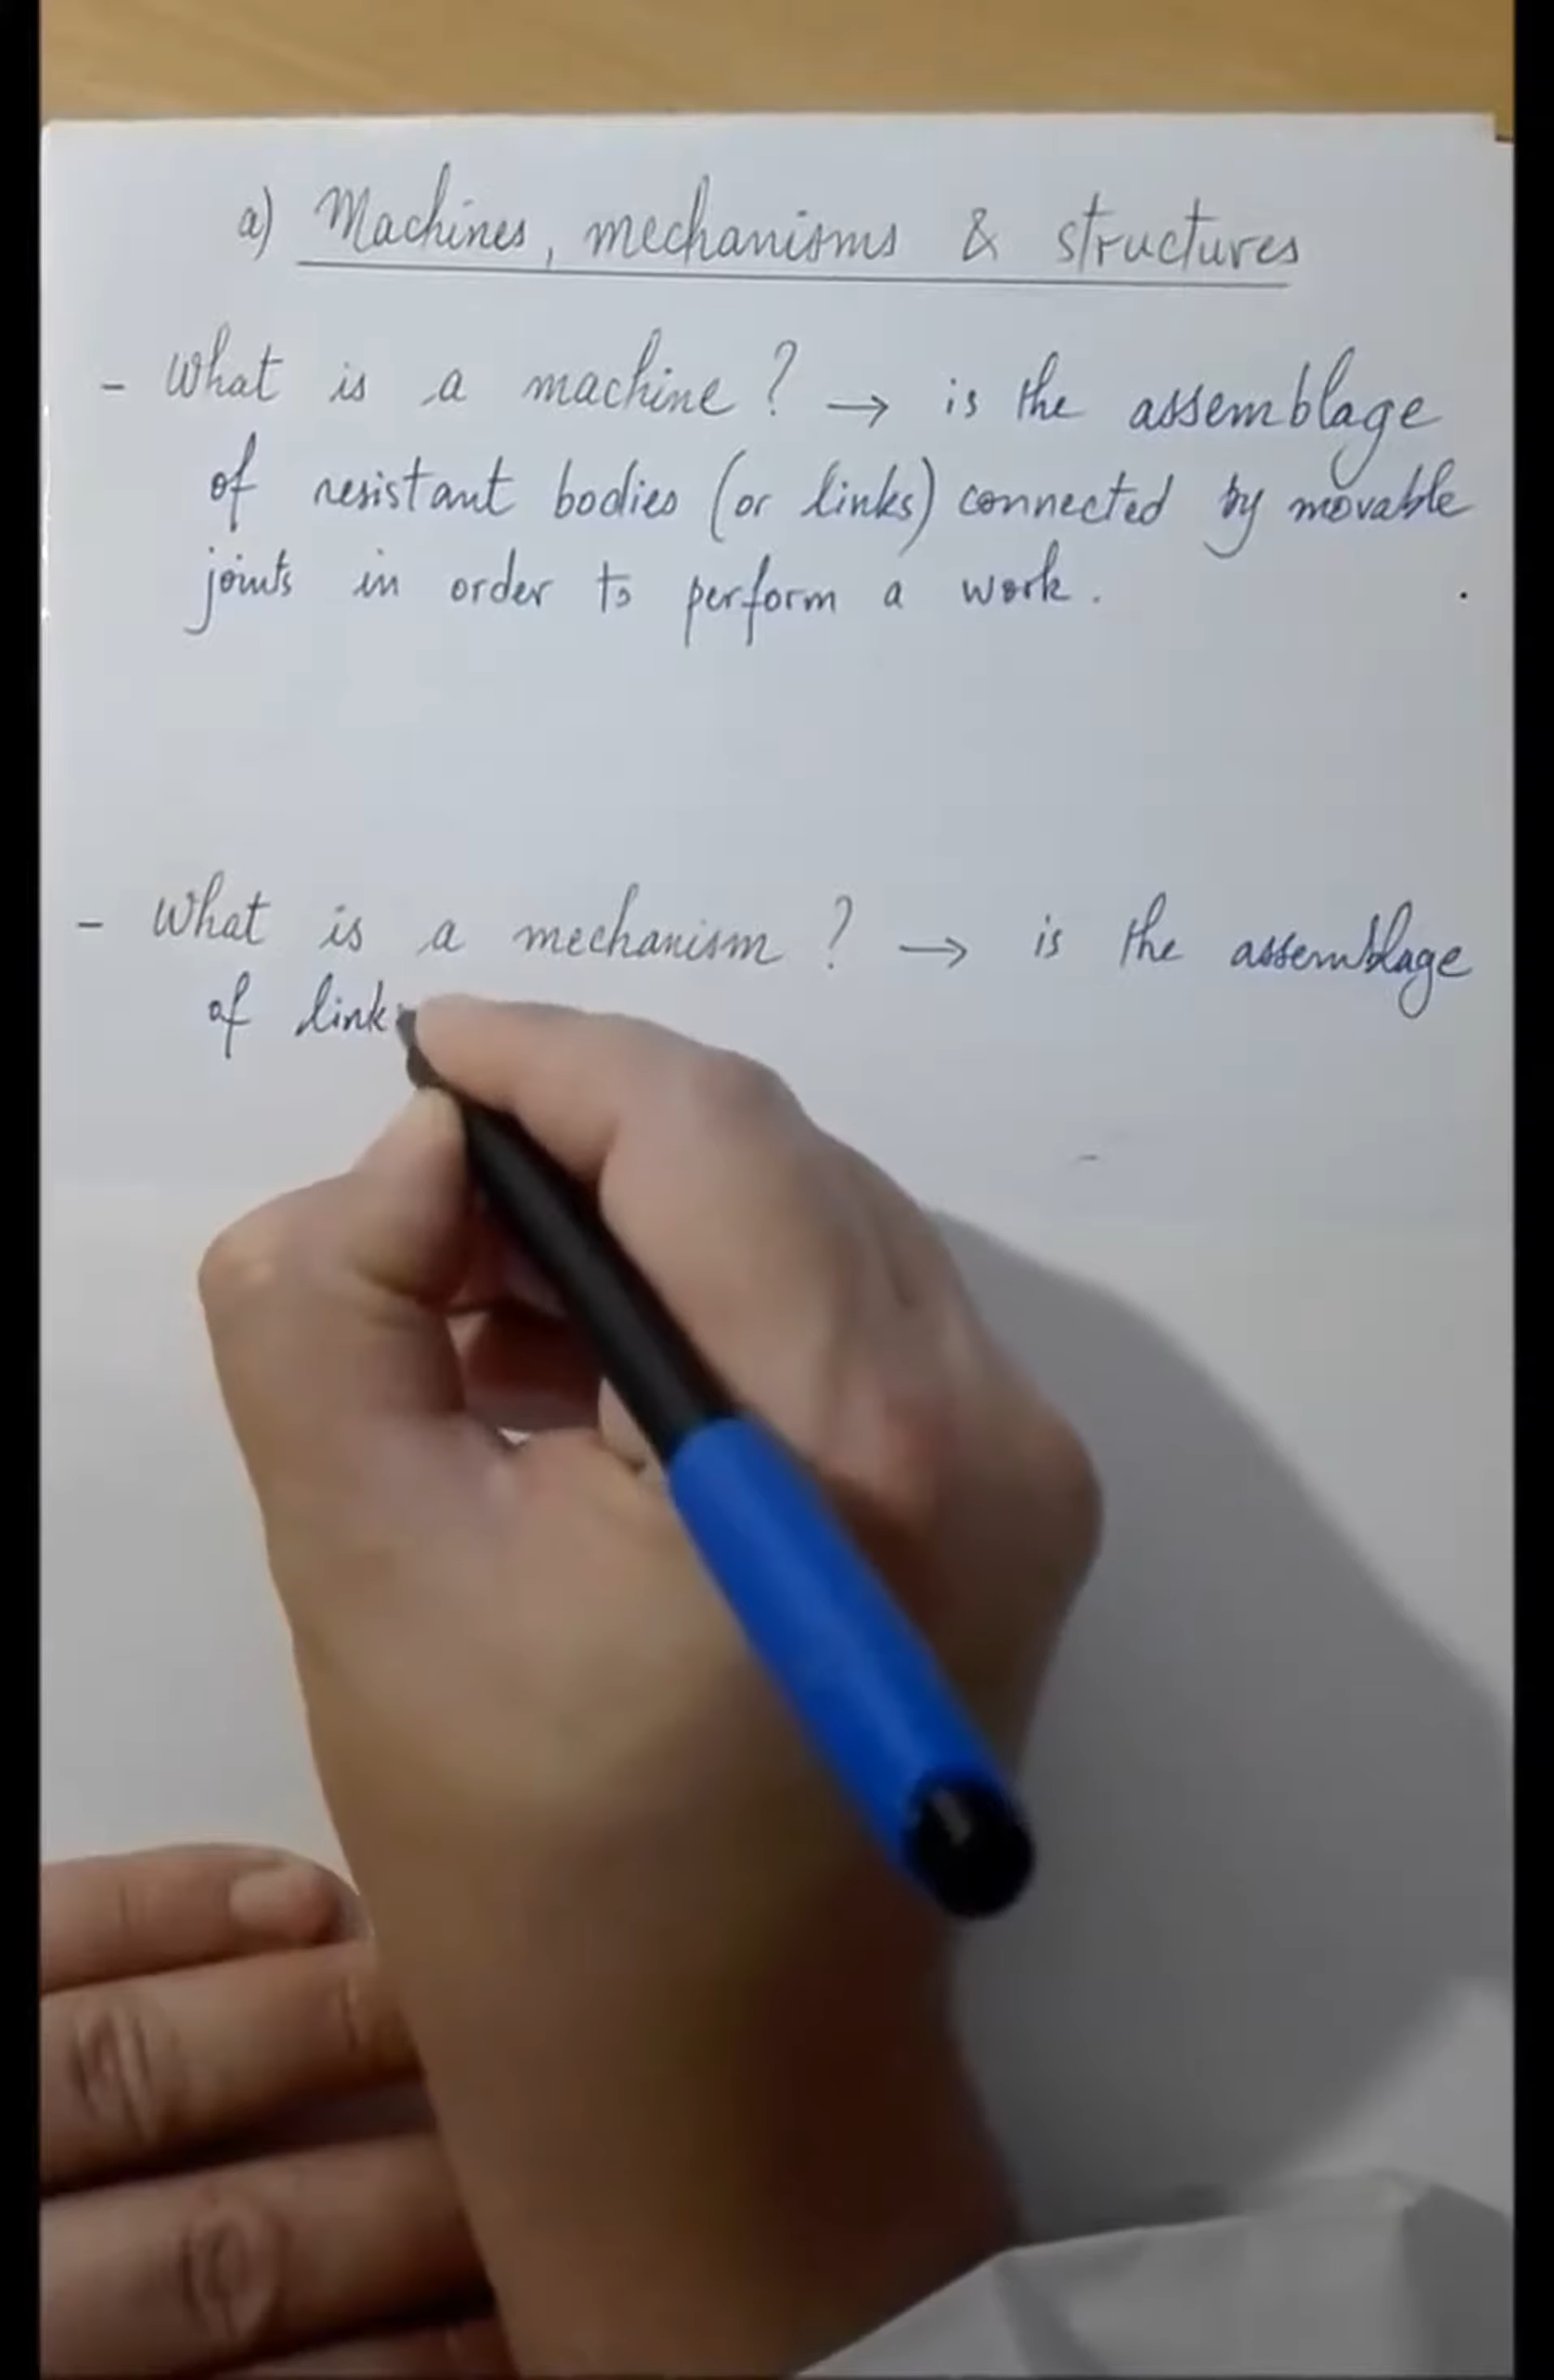 a) Machines, mechanisms & structures
- What is a machine? → is the assemblage
of resistant bodies (or links) connected by movable
joints in order to perform a work.
- What is a mechanism? → is the assemblage
of links